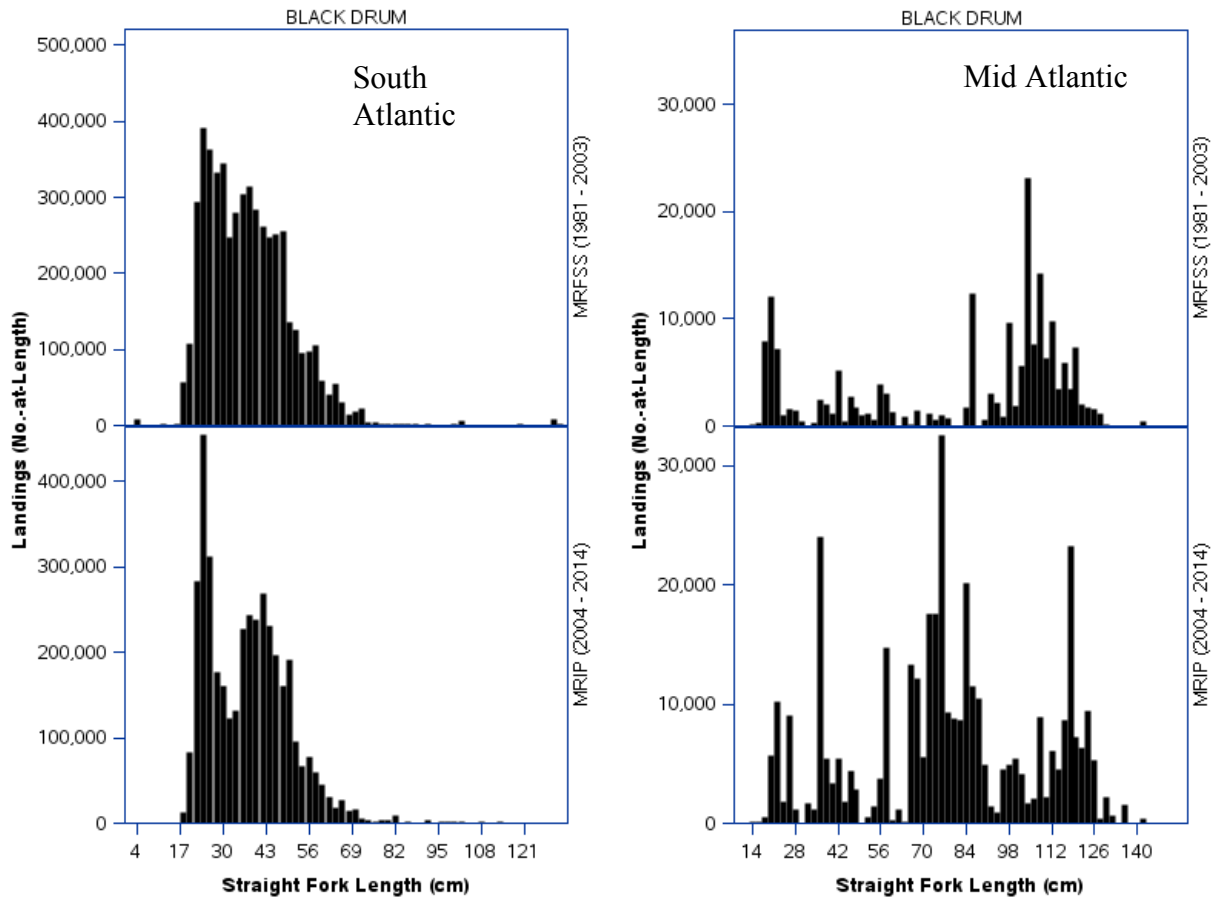 BLACK DRUM
South
Atlantic
500,000
400,000
300,000
200,000
100,000
0
MRFSS (1981 - 2003)
Landings (No.-at-Length)
400,000
300,000
200,000
100,000
0
MRIP (2004 - 2014)
4 17 30 43 56 69 82 95 108 121
Straight Fork Length (cm)
BLACK DRUM
Mid Atlantic
30,000
20,000
10,000
0
MRFSS (1981 - 2003)
Landings (No.-at-Length)
30,000
20,000
10,000
0
MRIP (2004 - 2014)
14 28 42 56 70 84 98 112 126 140
Straight Fork Length (cm)